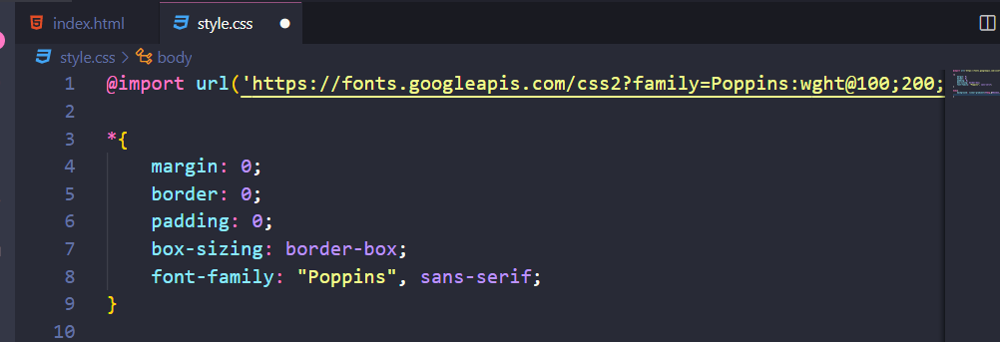 index.html
style.css
style.css > body
1 @import url('https://fonts.googleapis.com/css2?family=Poppins:wght@100;200;
2
3 *{
4 margin: 0;
5 border: 0;
6 padding: 0;
7 box-sizing: border-box;
8 font-family: "Poppins", sans-serif;
9 }
10